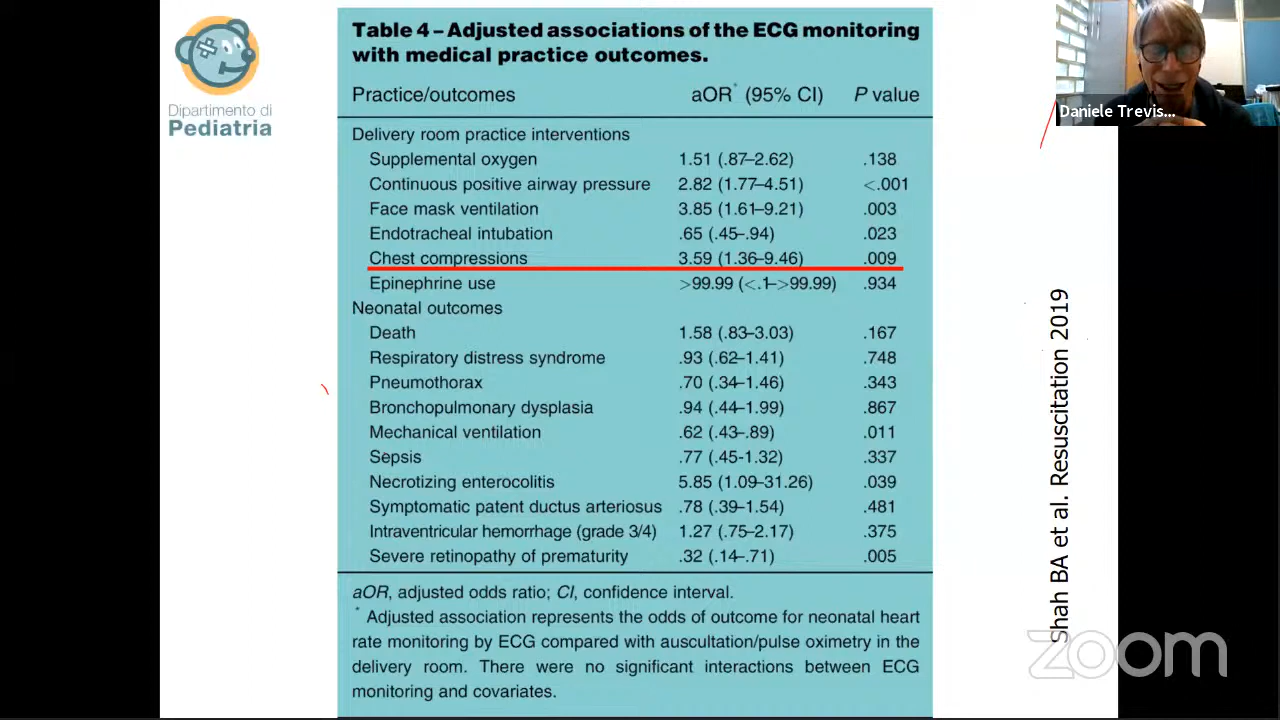 Dipartimento di
Pediatria
Table 4 – Adjusted associations of the ECG monitoring
with medical practice outcomes.
Practice/outcomes aOR* (95% CI) P value
Delivery room practice interventions
Supplemental oxygen 1.51 (.87–2.62) .138
Continuous positive airway pressure 2.82 (1.77–4.51) <.001
Face mask ventilation 3.85 (1.61–9.21) .003
Endotracheal intubation .65 (.45–.94) .023
Chest compressions 3.59 (1.36–9.46) .009
Epinephrine use >99.99 (<.1–>99.99) .934
Neonatal outcomes
Death 1.58 (.83–3.03) .167
Respiratory distress syndrome .93 (.62–1.41) .748
Pneumothorax .70 (.34–1.46) .343
Bronchopulmonary dysplasia .94 (.44–1.99) .867
Mechanical ventilation .62 (.43–.89) .011
Sepsis .77 (.45-1.32) .337
Necrotizing enterocolitis 5.85 (1.09–31.26) .039
Symptomatic patent ductus arteriosus .78 (.39–1.54) .481
Intraventricular hemorrhage (grade 3/4) 1.27 (.75–2.17) .375
Severe retinopathy of prematurity .32 (.14–.71) .005
aOR, adjusted odds ratio; CI, confidence interval.
* Adjusted association represents the odds of outcome for neonatal heart
rate monitoring by ECG compared with auscultation/pulse oximetry in the
delivery room. There were no significant interactions between ECG
monitoring and covariates.
Daniele Trevis...
Shah BA et al. Resuscitation 2019
zoom